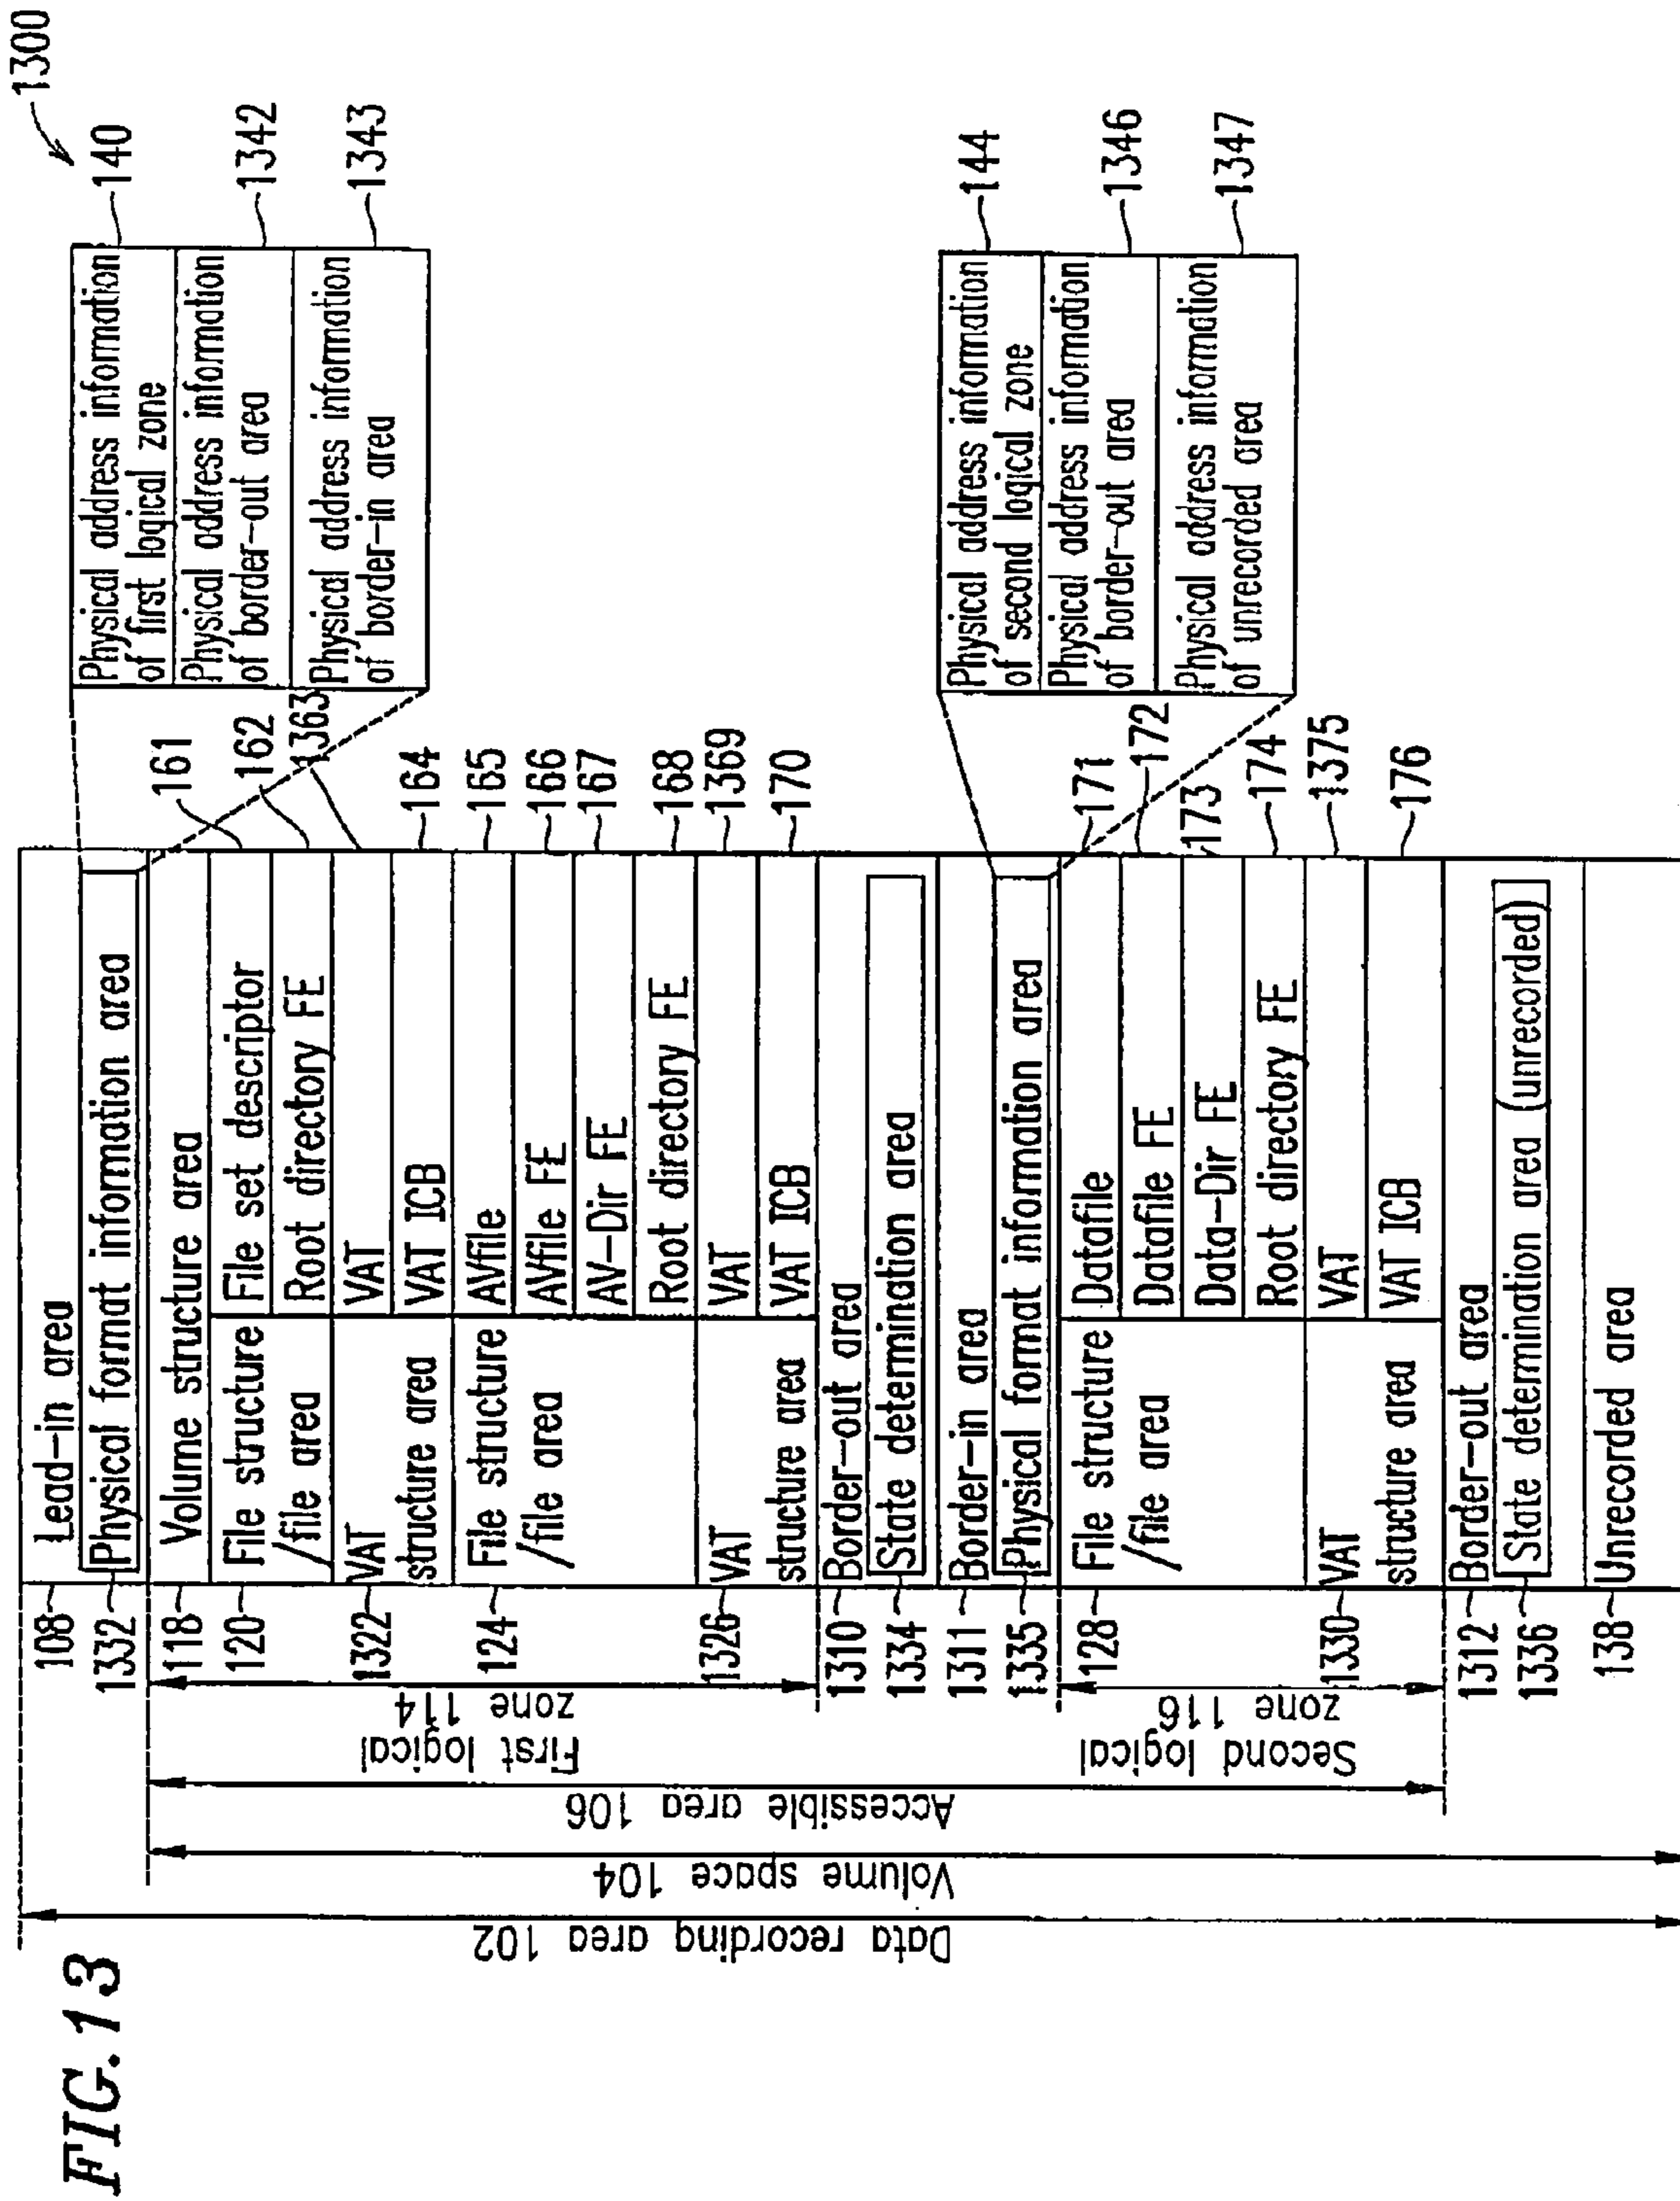 FIG. 13
1300
Data recording area 102
Volume space 104
Accessible area 106
First logical
zone 114
Second logical
zone 116
108
Lead-in area
1332
Physical format information area
118
Volume structure area
120
File structure
/file area
File set descriptor
161
Root directory FE
162
1322
VAT
structure area
VAT
1363
VAT ICB
164
124
File structure
/file area
AVfile
165
AVfile FE
166
AV-Dir FE
167
Root directory FE
168
1326
VAT
structure area
VAT
1369
VAT ICB
170
1310
Border-out area
1334
State determination area
1311
Border-in area
1335
Physical format information area
128
File structure
/file area
Datafile
171
Datafile FE
172
Data-Dir FE
173
Root directory FE
174
1330
VAT
structure area
VAT
1375
VAT ICB
176
1312
Border-out area
1336
State determination area (unrecorded)
138
Unrecorded area
Physical address information
of first logical zone
140
Physical address information
of border-out area
1342
Physical address information
of border-in area
1343
Physical address information
of second logical zone
144
Physical address information
of border-out area
1346
Physical address information
of unrecorded area
1347